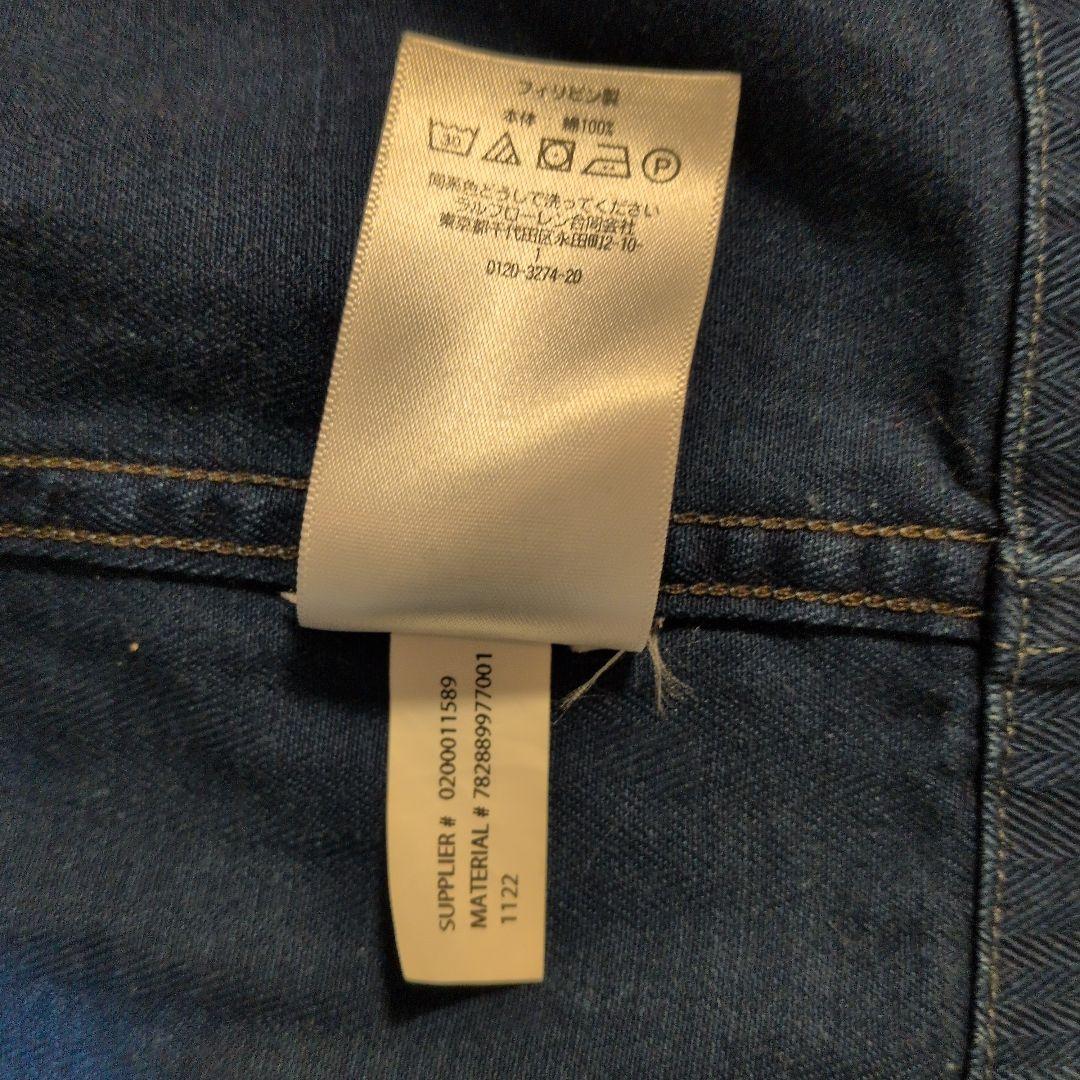 フィリピン製
本体 綿100%
30
P
同系色どうしで洗ってください
ラルフローレン合同会社
東京都千代田区永田町2-10-
1
0120-3274-20
SUPPLIER # 0200011589
MATERIAL # 782889977001
1122